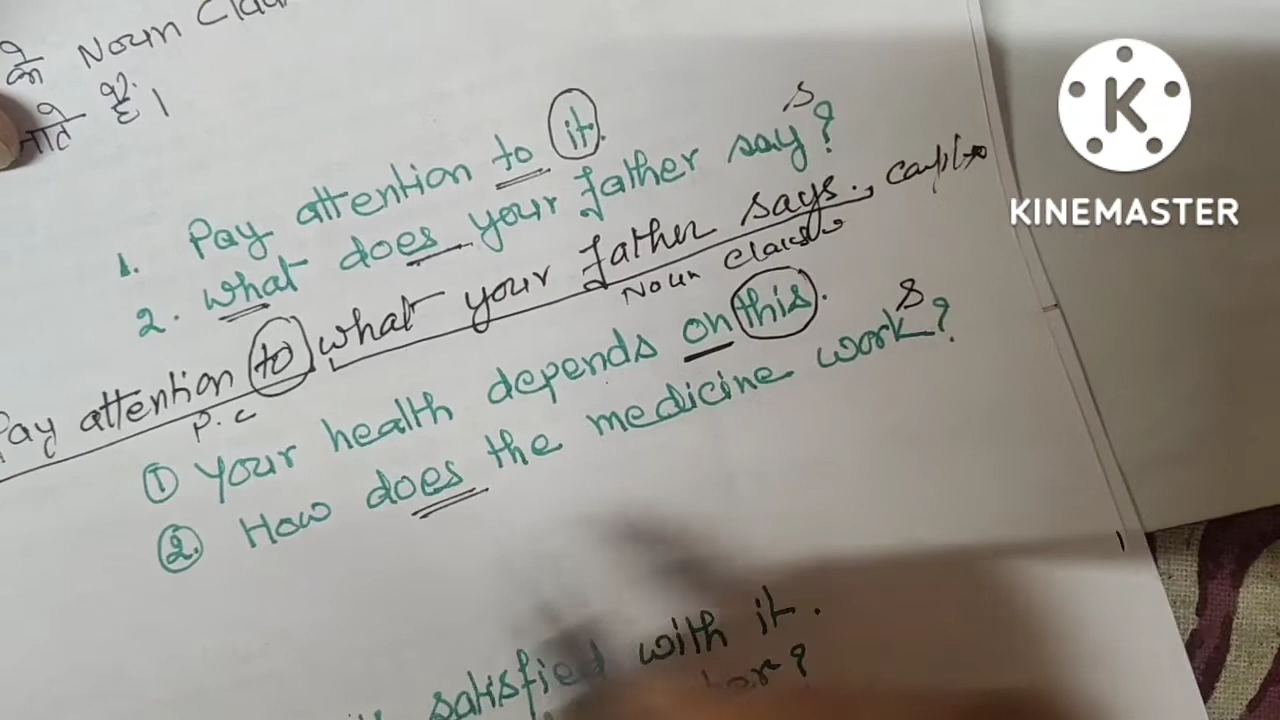 के Noun Clau
जाते हैं।
1. Pay attention to it.
2. what does your father say? s
Pay attention to what your father says.,
P.C Noun Clause
① Your health depends on this.
②. How does the medicine work? s
satisfied with it.
K
KINEMASTER